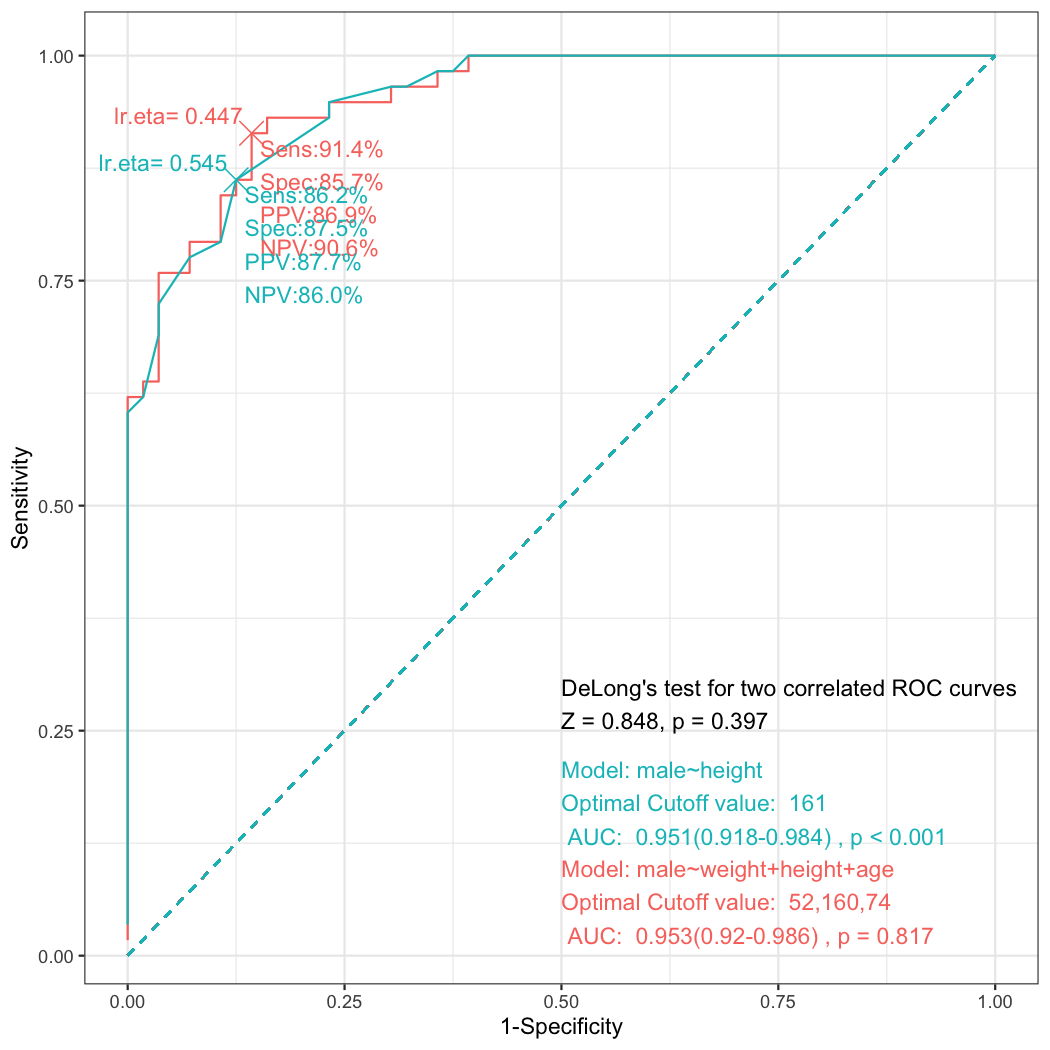 1.00
0.75
0.50
0.25
0.00
Sensitivity
lr.eta= 0.447
Sens:91.4%
Spec:85.7%
PPV:86.9%
NPV:90.6%
lr.eta= 0.545
Sens:86.2%
Spec:87.5%
PPV:87.7%
NPV:86.0%
DeLong's test for two correlated ROC curves
Z = 0.848, p = 0.397
Model: male~height
Optimal Cutoff value:  161
AUC:  0.951(0.918-0.984) , p < 0.001
Model: male~weight+height+age
Optimal Cutoff value:  52,160,74
AUC:  0.953(0.92-0.986) , p = 0.817
0.00 0.25 0.50 0.75 1.00
1-Specificity